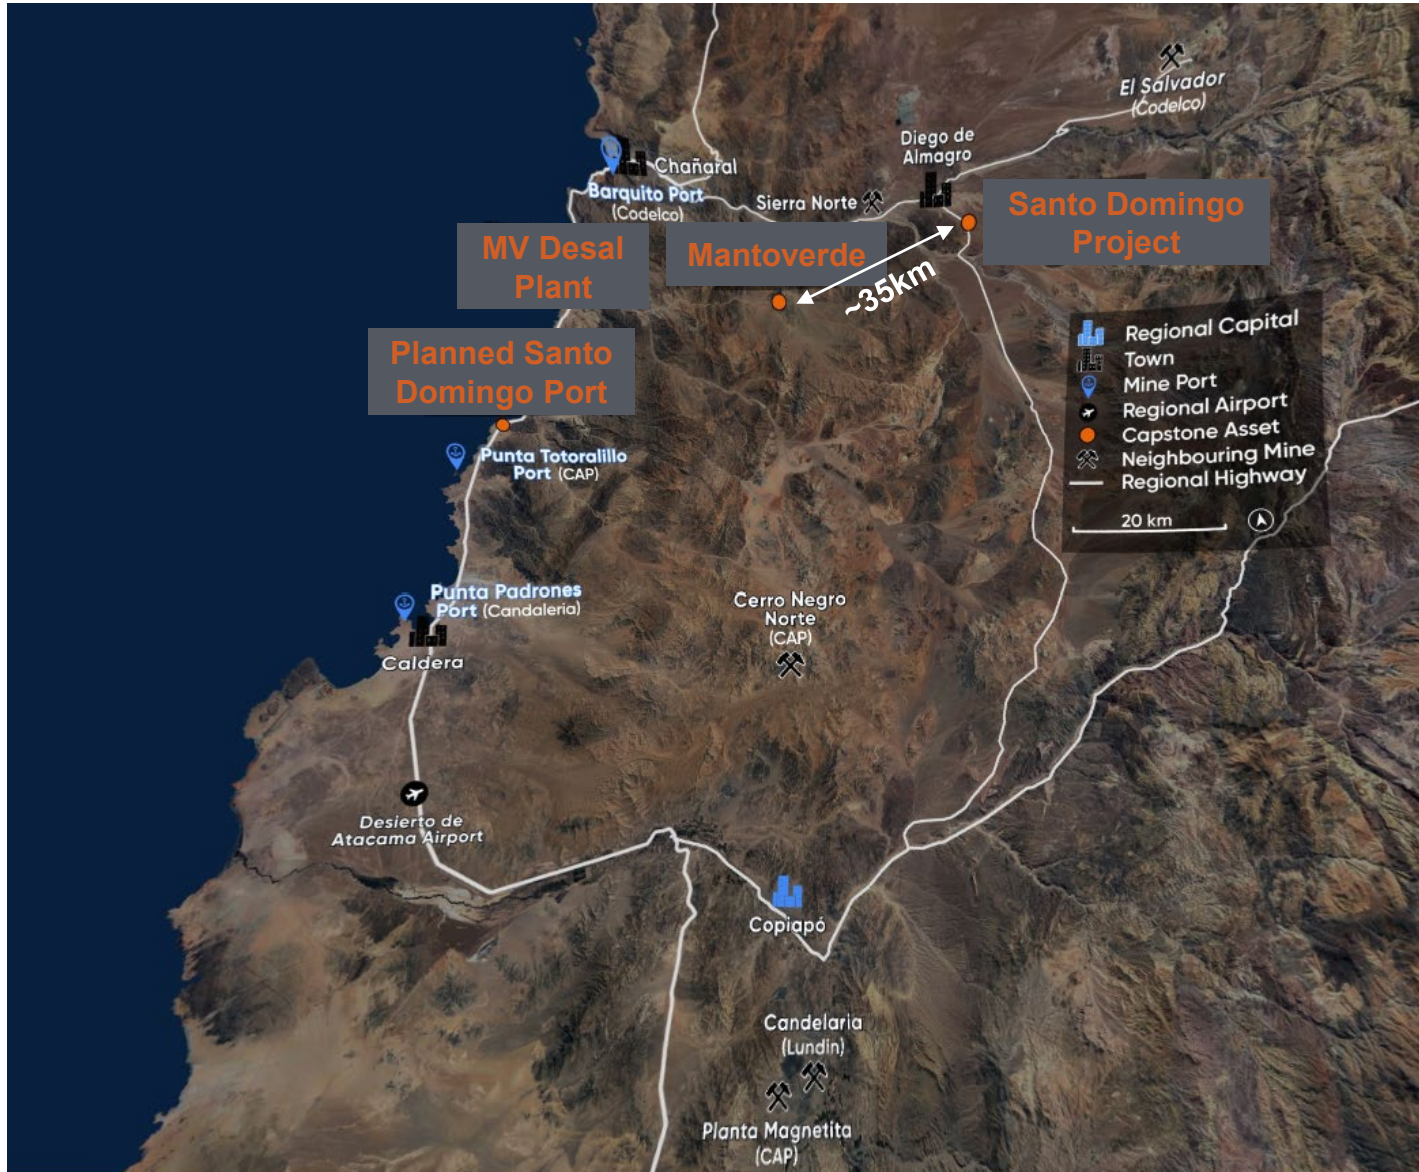 El Salvador
(Codelco)
Diego de
Almagro
Chañaral
Barquito Port
(Codelco)
Sierra Norte
Santo Domingo
Project
MV Desal
Plant
Mantoverde
~35km
Planned Santo
Domingo Port
Regional Capital
Town
Mine Port
Regional Airport
Capstone Asset
Neighbouring Mine
Regional Highway
20 km
Punta Totoralillo
Port (CAP)
Punta Padrones
Port (Candaleria)
Caldera
Cerro Negro
Norte
(CAP)
Desierto de
Atacama Airport
Copiapó
Candelaria
(Lundin)
Planta Magnetita
(CAP)